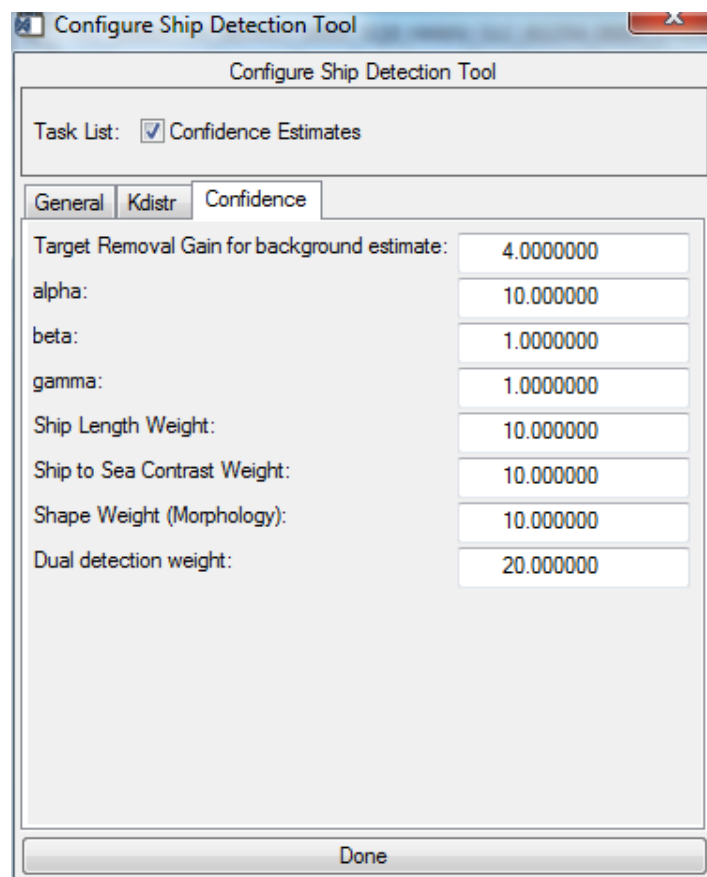 Configure Ship Detection Tool
Configure Ship Detection Tool
Task List: Confidence Estimates
General Kdistr Confidence
Target Removal Gain for background estimate: 4.0000000
alpha: 10.000000
beta: 1.0000000
gamma: 1.0000000
Ship Length Weight: 10.000000
Ship to Sea Contrast Weight: 10.000000
Shape Weight (Morphology): 10.000000
Dual detection weight: 20.000000
Done